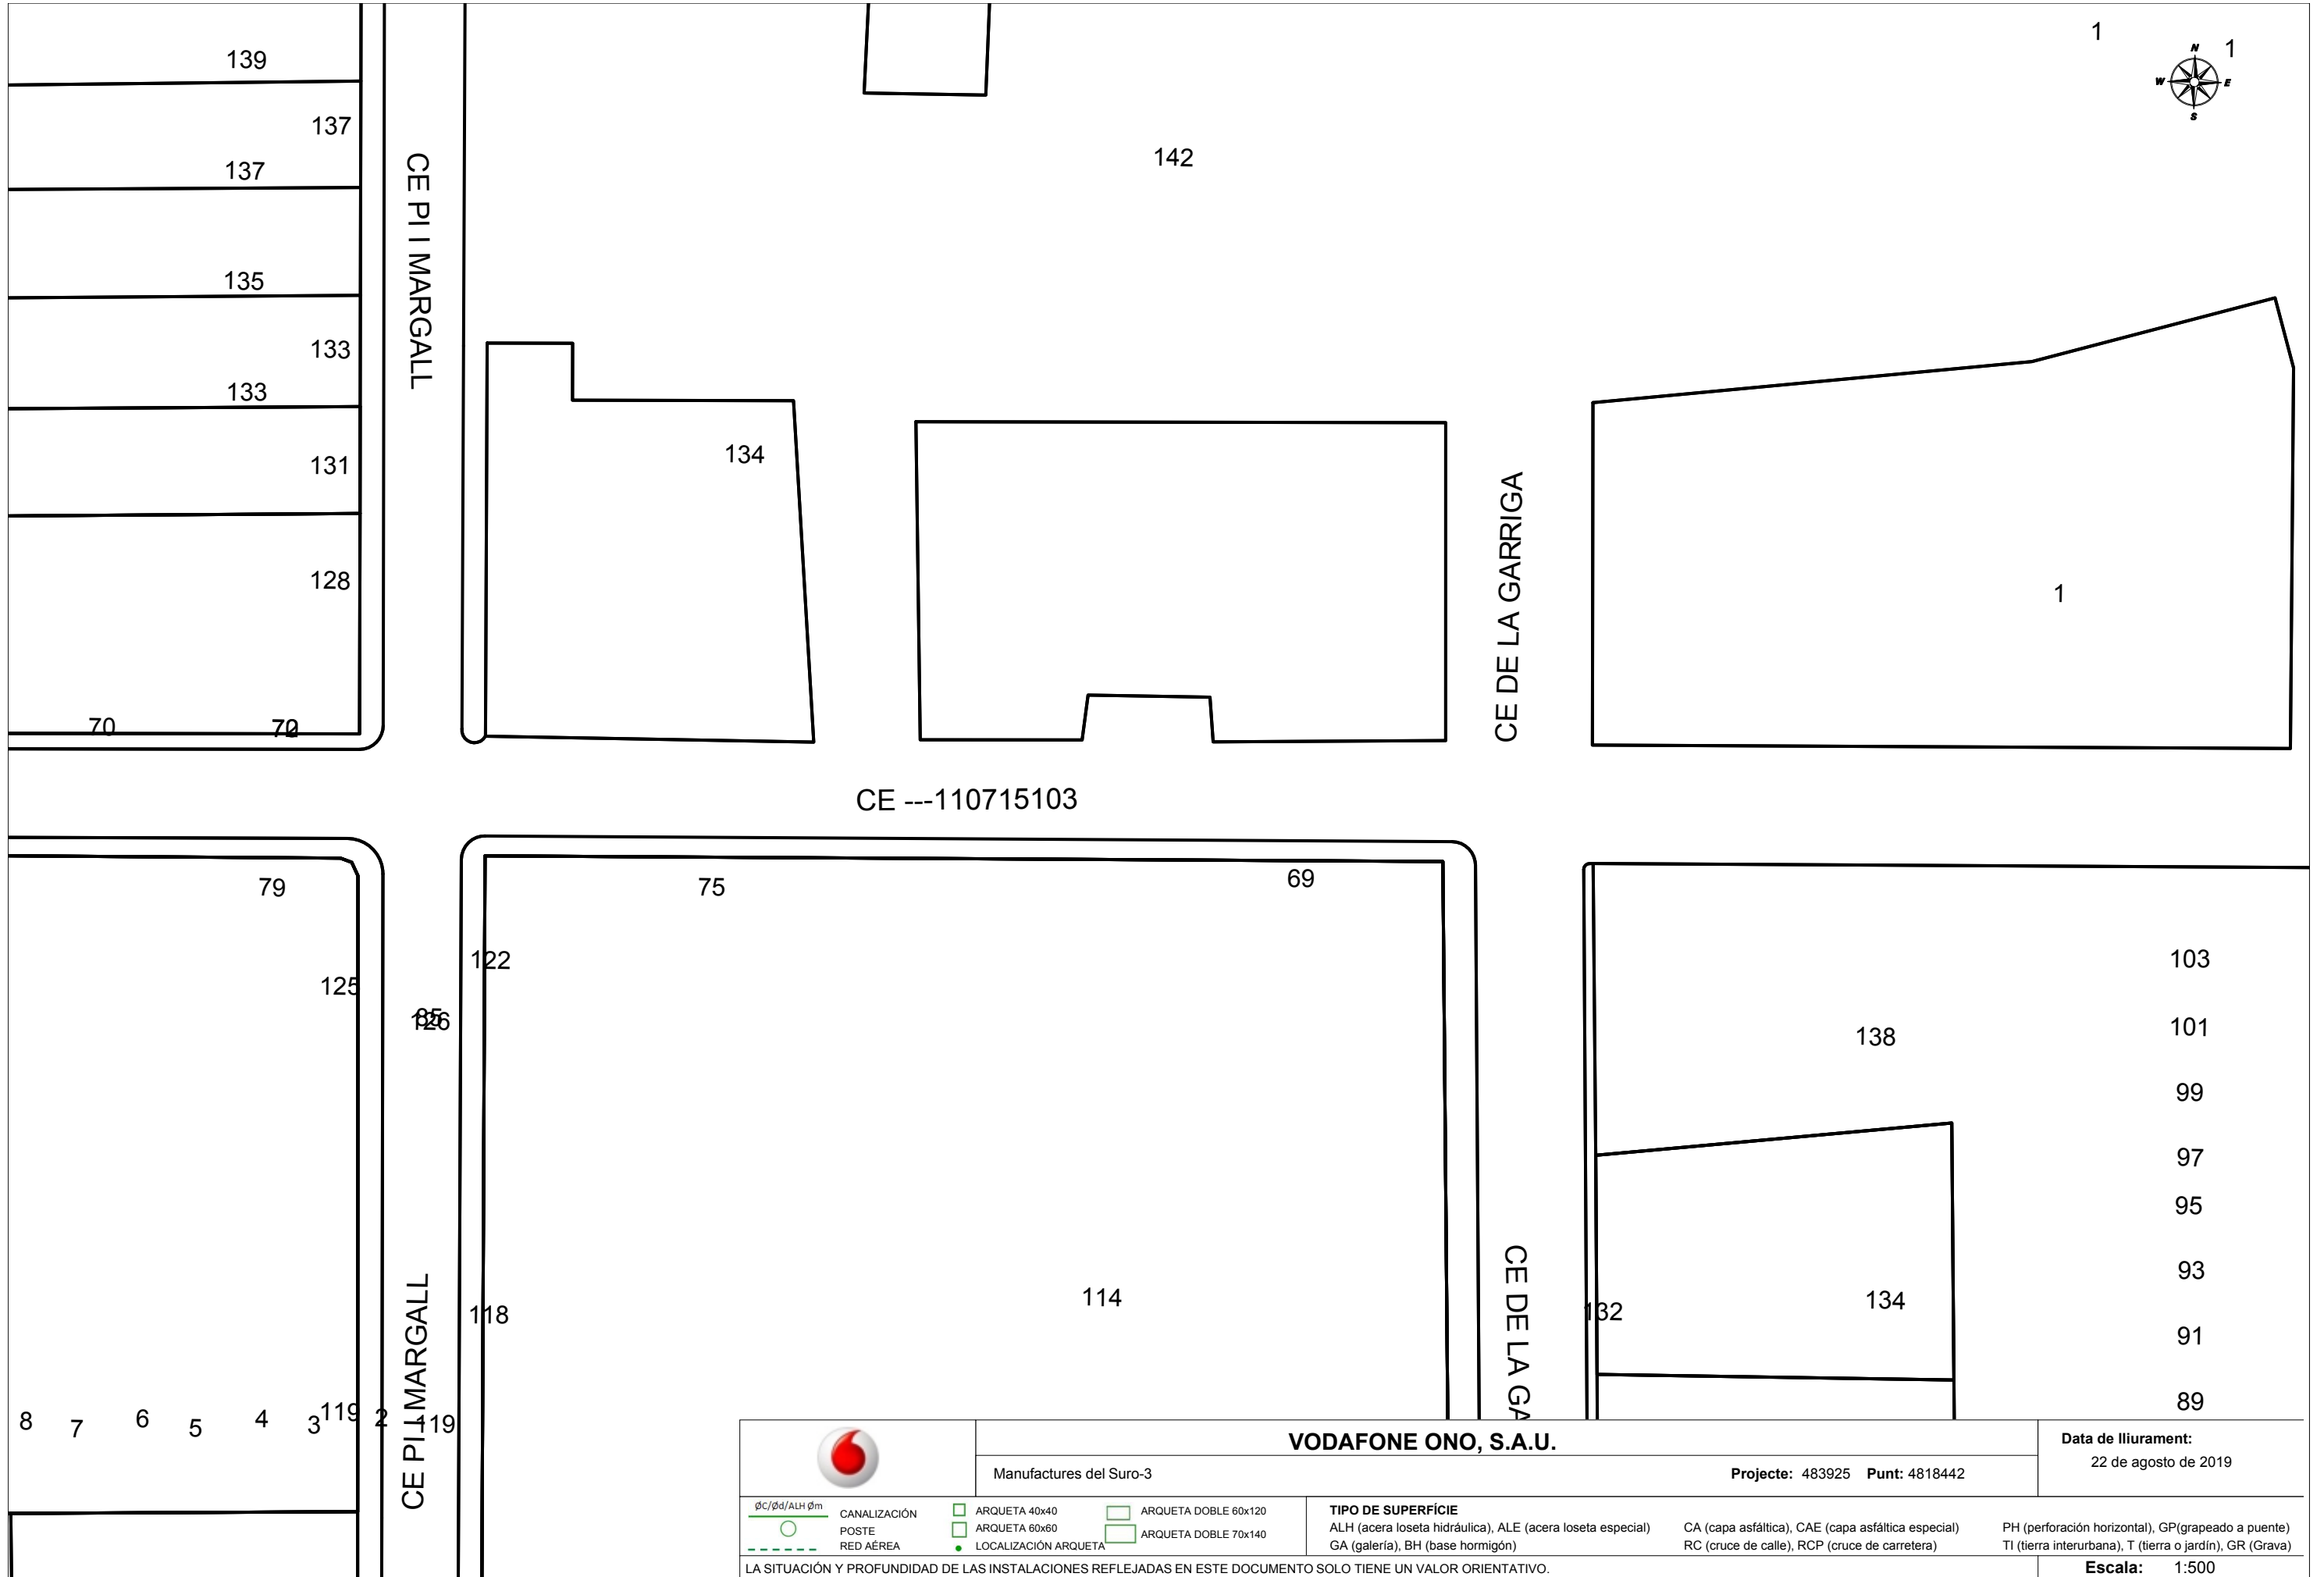 139
137
137
135
133
133
131
128
70
CE PI I MARGALL
142
1
1
N
W
E
S
134
CE DE LA GARRIGA
1
CE ---110715103
79
75
69
125
122
126
118
114
138
132
134
103
101
99
97
95
93
91
89
CE PI I MARGALL
CE DE LA GA
8
7
6
5
4
3
119
2
119
VODAFONE ONO, S.A.U.
Manufactures del Suro-3
Projecte: 483925 Punt: 4818442
Data de lliurament:
22 de agosto de 2019
ØC/Ød/ALH Øm
CANALIZACIÓN
POSTE
RED AÉREA
ARQUETA 40x40
ARQUETA 60x60
LOCALIZACIÓN ARQUETA
ARQUETA DOBLE 60x120
ARQUETA DOBLE 70x140
TIPO DE SUPERFÍCIE
ALH (acera loseta hidráulica), ALE (acera loseta especial)
GA (galería), BH (base hormigón)
CA (capa asfáltica), CAE (capa asfáltica especial)
RC (cruce de calle), RCP (cruce de carretera)
PH (perforación horizontal), GP(grapeado a puente)
TI (tierra interurbana), T (tierra o jardín), GR (Grava)
LA SITUACIÓN Y PROFUNDIDAD DE LAS INSTALACIONES REFLEJADAS EN ESTE DOCUMENTO SOLO TIENE UN VALOR ORIENTATIVO.
Escala: 1:500